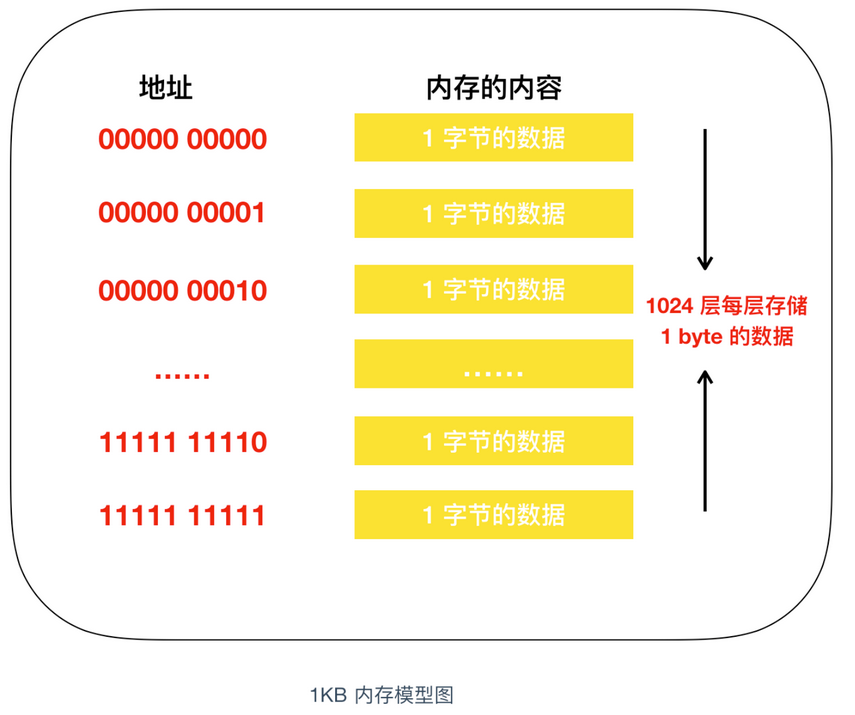 地址 内存的内容
00000 00000 1 字节的数据
00000 00001 1 字节的数据
00000 00010 1 字节的数据
1024 层每层存储
1 byte 的数据
...... ......
11111 11110 1 字节的数据
11111 11111 1 字节的数据
1KB 内存模型图